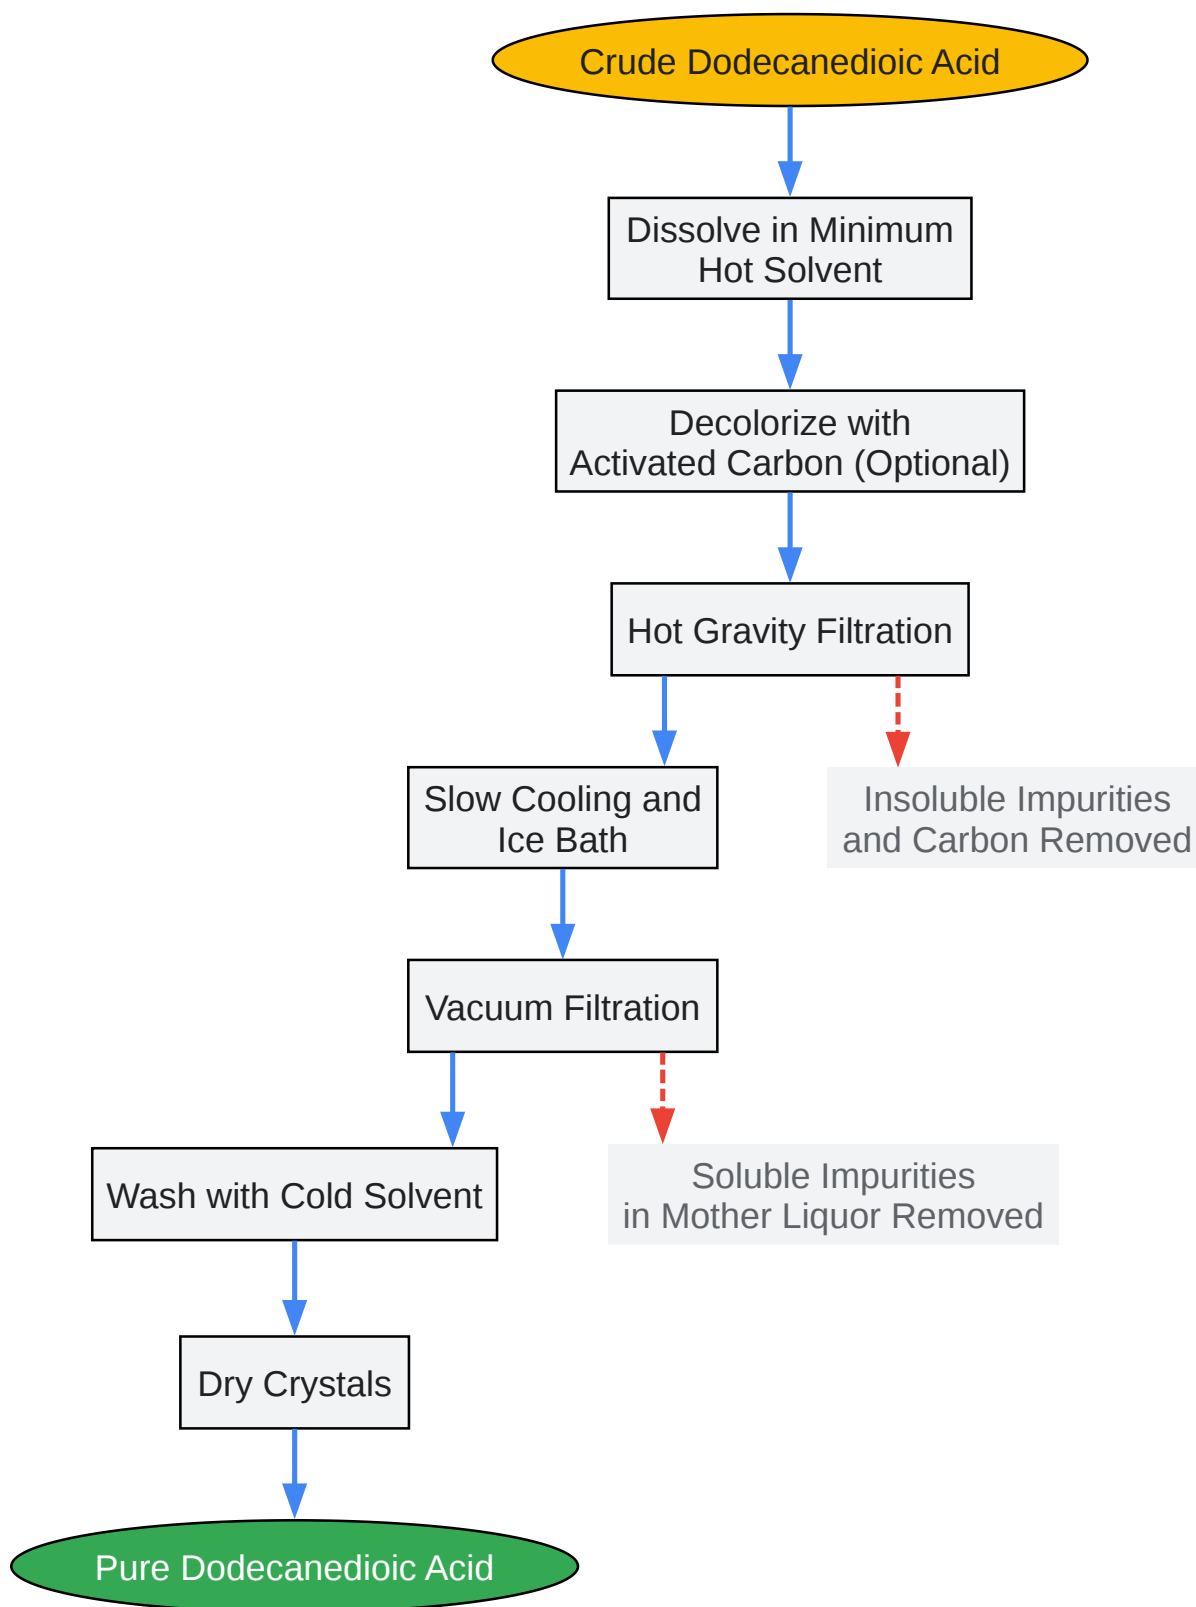 Crude Dodecanedioic Acid
Dissolve in Minimum
Hot Solvent
Decolorize with
Activated Carbon (Optional)
Hot Gravity Filtration
Slow Cooling and
Ice Bath
Insoluble Impurities
and Carbon Removed
Vacuum Filtration
Wash with Cold Solvent
Soluble Impurities
in Mother Liquor Removed
Dry Crystals
Pure Dodecanedioic Acid